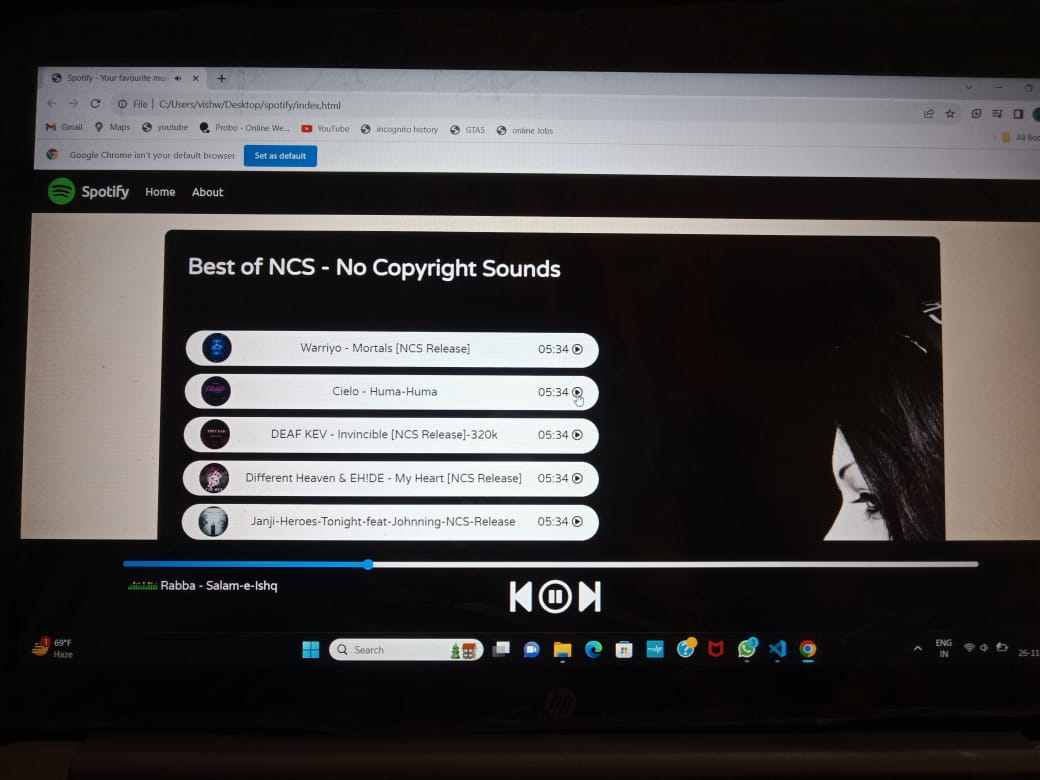 Spotify - Your favourite mus
File | C:/Users/vishw/Desktop/spotify/index.html
Gmail Maps youtube Probo - Online We... YouTube incognito history GTA5 online Jobs
All Boo
Google Chrome isn't your default browser Set as default
Spotify Home About
Best of NCS - No Copyright Sounds
Warriyo - Mortals [NCS Release] 05:34
Cielo - Huma-Huma 05:34
DEAF KEV - Invincible [NCS Release]-320k 05:34
Different Heaven & EH!DE - My Heart [NCS Release] 05:34
Janji-Heroes-Tonight-feat-Johnning-NCS-Release 05:34
Rabba - Salam-e-Ishq
1 69°F
Haze
Search
ENG
IN
26-11
hp